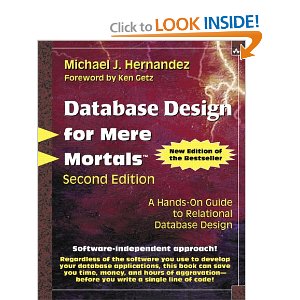 Click to LOOK INSIDE!
Michael J. Hernandez
Foreword by Ken Getz
Database Design
for Mere
Mortals™
New Edition
of the Bestseller
Second Edition
A Hands-On Guide
to Relational
Database Design
Software-independent approach!
Regardless of the software you use to develop
your database applications, this book can save
you time, money, and hours of aggravation—
before you write a single line of code!